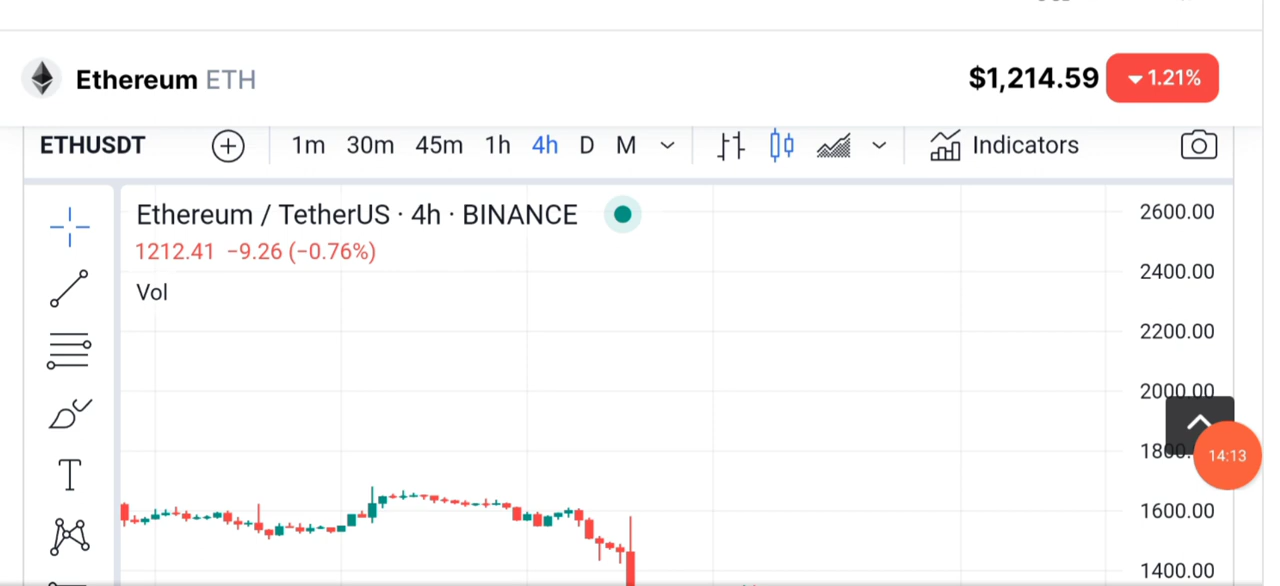 Ethereum ETH
$1,214.59 1.21%
ETHUSDT 1m 30m 45m 1h 4h D M Indicators
Ethereum / TetherUS · 4h · BINANCE
1212.41 −9.26 (−0.76%)
Vol
2600.00
2400.00
2200.00
2000.00
14:13
1600.00
1400.00